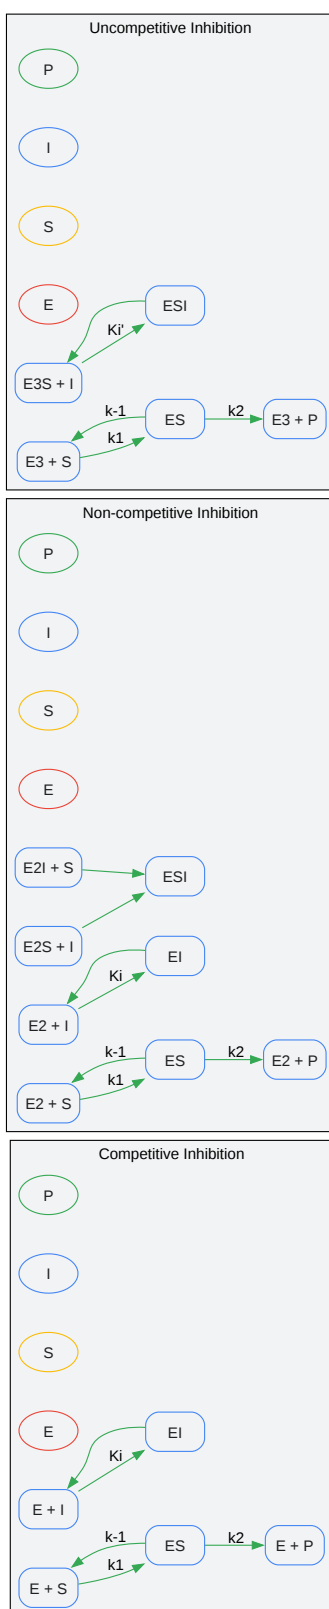 Uncompetitive Inhibition
P
I
S
E
ESI
Ki'
E3S + I
k-1
ES
k2
E3 + P
k1
E3 + S
Non-competitive Inhibition
P
I
S
E
E2I + S
ESI
E2S + I
EI
Ki
E2 + I
k-1
ES
k2
E2 + P
k1
E2 + S
Competitive Inhibition
P
I
S
E
EI
Ki
E + I
k-1
ES
k2
E + P
k1
E + S